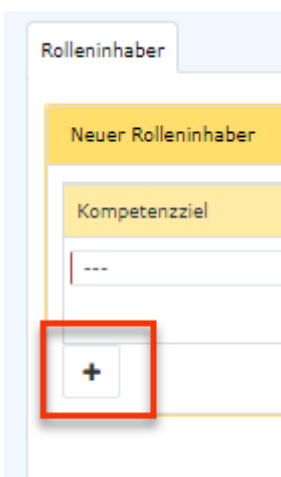 Rolleninhaber
Neuer Rolleninhaber
Kompetenzziel
---
+